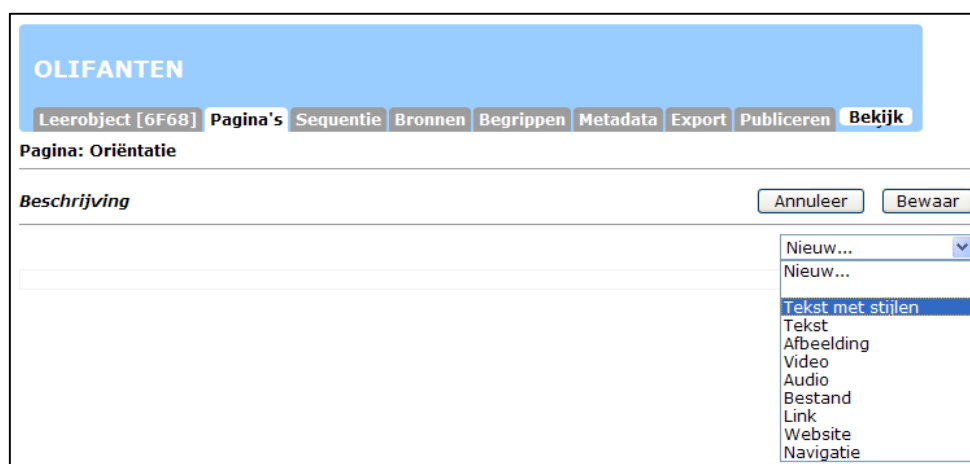 OLIFANTEN
Leerobject [6F68] Pagina's Sequentie Bronnen Begrippen Metadata Export Publiceren Bekijk
Pagina: Oriëntatie
Beschrijving Annuleer Bewaar
Nieuw...
Nieuw...
Tekst met stijlen
Tekst
Afbeelding
Video
Audio
Bestand
Link
Website
Navigatie